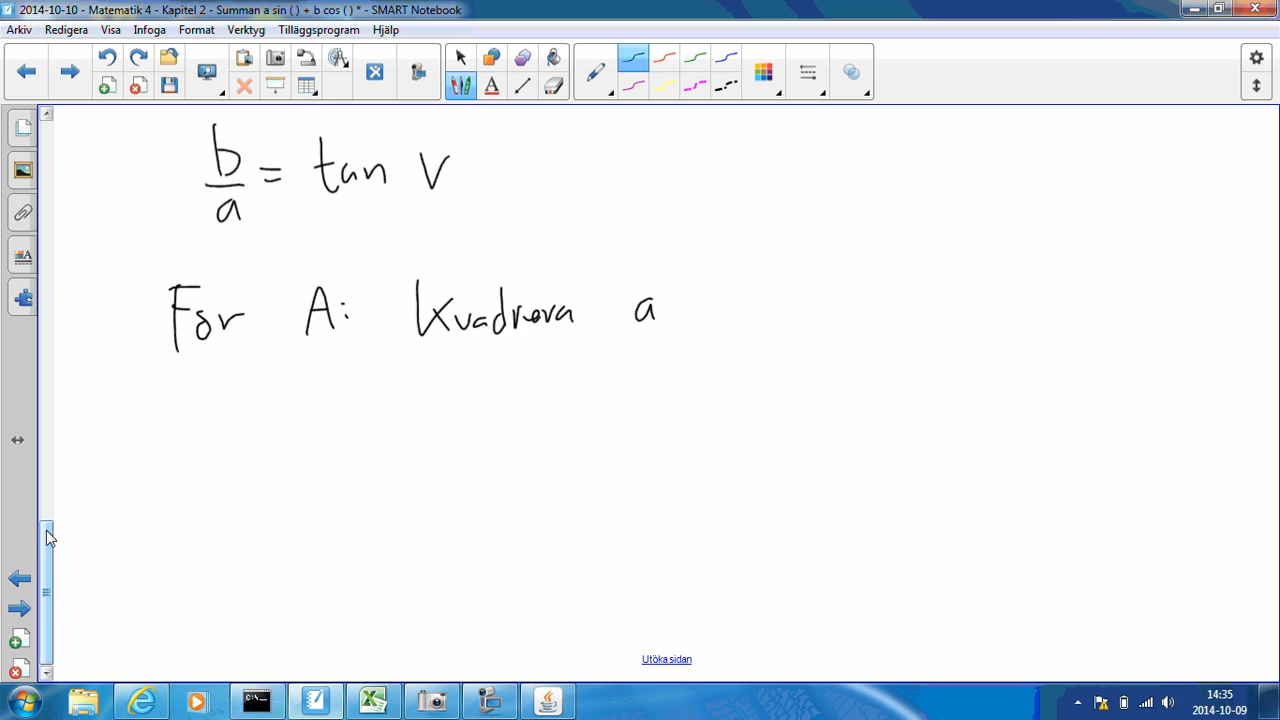 2014-10-10 - Matematik 4 - Kapitel 2 - Summan a sin ( ) + b cos ( ) * - SMART Notebook
Arkiv Redigera Visa Infoga Format Verktyg Tilläggsprogram Hjälp
b/a = tan v
För A: kvadrera a
Utöka sidan
14:35
2014-10-09